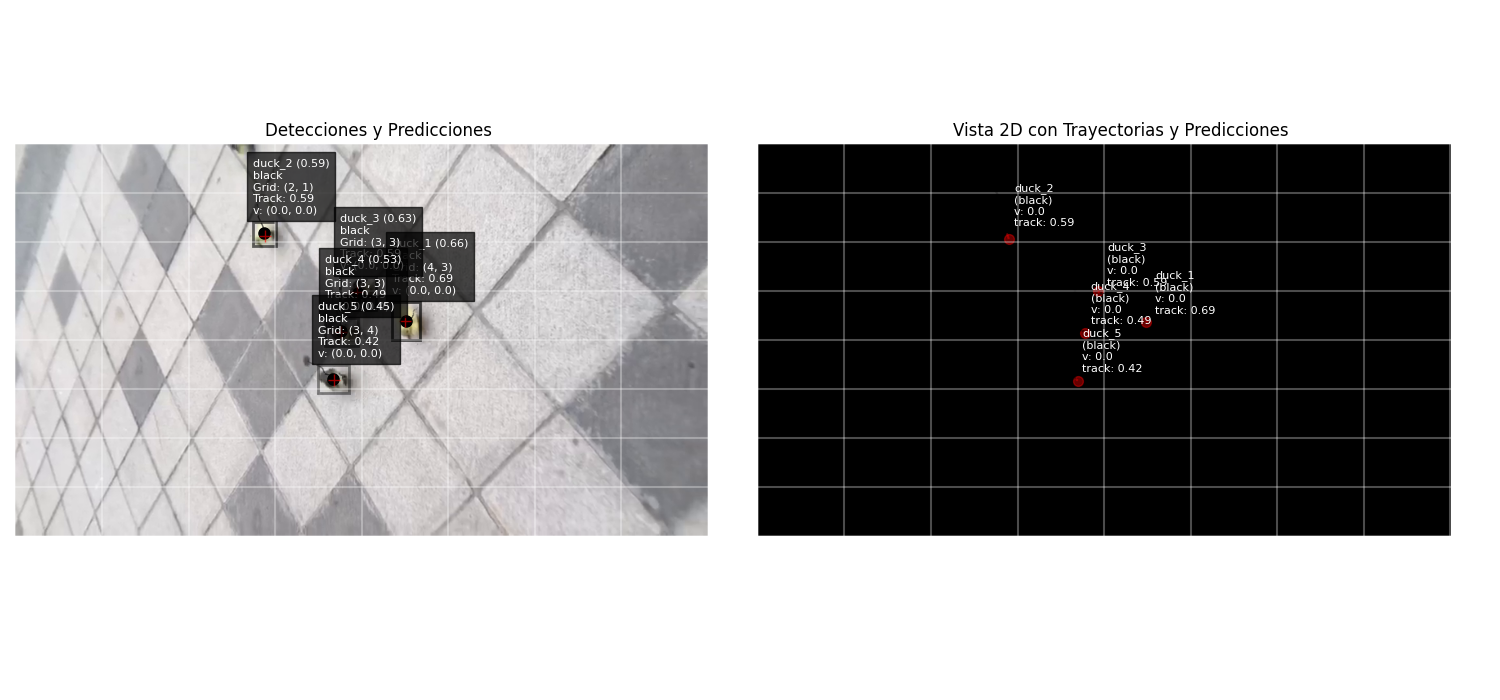 Detecciones y Predicciones
duck_2 (0.59)
black
Grid: (2, 1)
Track: 0.59
v: (0.0, 0.0)
duck_3 (0.63)
black
Grid: (3, 3)
duck_1 (0.66)
(4, 3)
Track: 0.69
v: (0.0, 0.0)
duck_4 (0.53)
black
Grid: (3, 3)
Track: 0.49
duck_5 (0.45)
black
Grid: (3, 4)
Track: 0.42
v: (0.0, 0.0)
Vista 2D con Trayectorias y Predicciones
duck_2
(black)
v: 0.0
track: 0.59
duck_3
(black)
v: 0.0
track: 0.59
duck_1
(black)
v: 0.0
track: 0.69
duck_4
(black)
v: 0.0
track: 0.49
duck_5
(black)
v: 0.0
track: 0.42